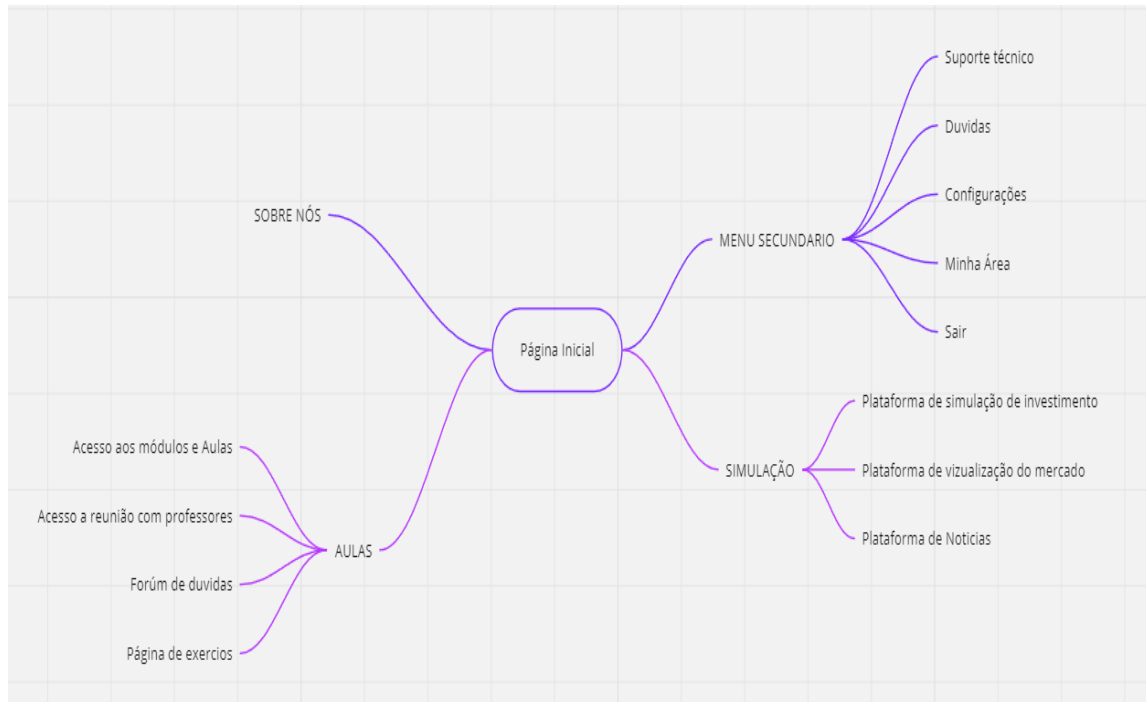 Página Inicial
SOBRE NÓS
AULAS
Acesso aos módulos e Aulas
Acesso a reunião com professores
Forúm de duvidas
Página de exercios
MENU SECUNDARIO
Suporte técnico
Duvidas
Configurações
Minha Área
Sair
SIMULAÇÃO
Plataforma de simulação de investimento
Plataforma de vizualização do mercado
Plataforma de Noticias